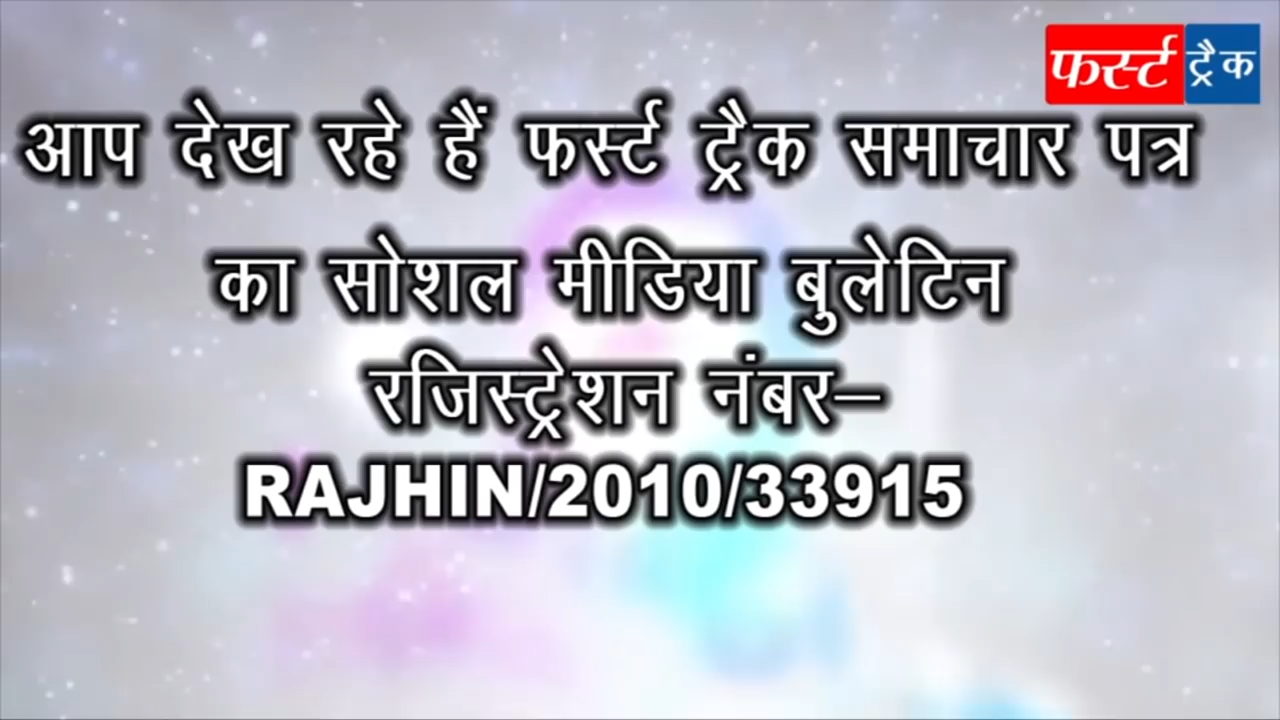 फर्स्ट ट्रैक
आप देख रहे हैं फर्स्ट ट्रैक समाचार पत्र
का सोशल मीडिया बुलेटिन
रजिस्ट्रेशन नंबर–
RAJHIN/2010/33915